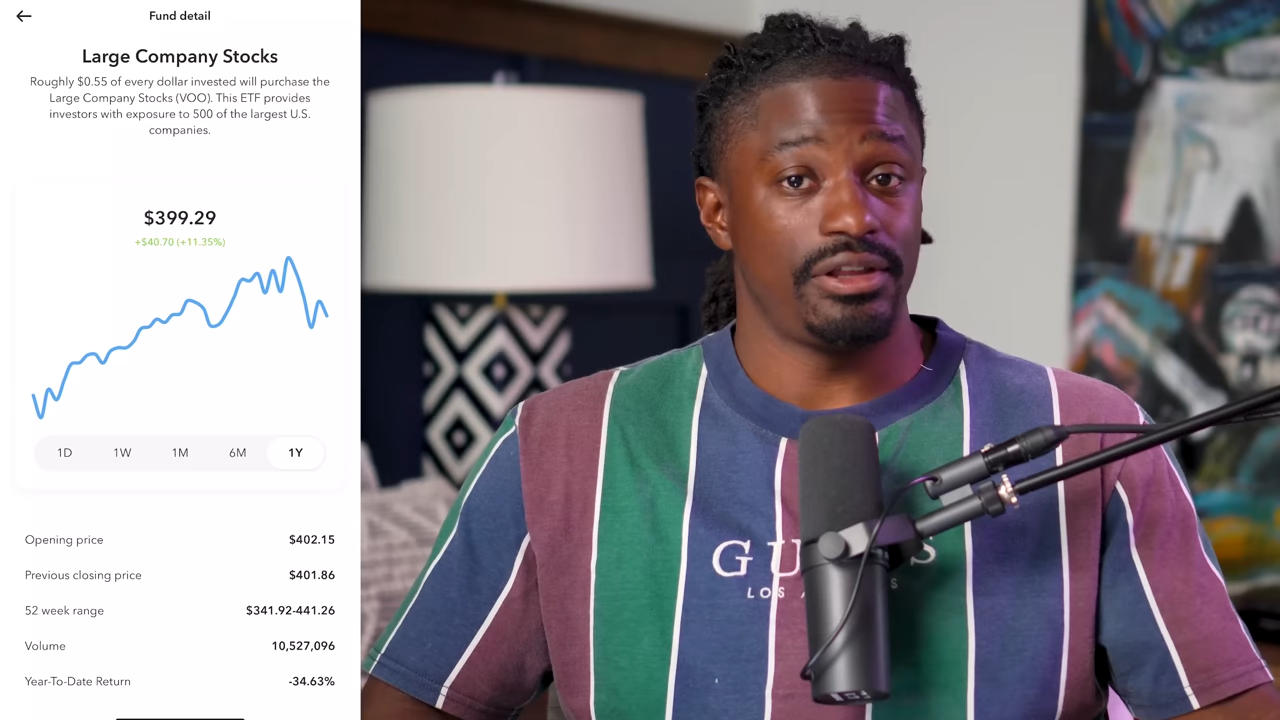 Fund detail
Large Company Stocks
Roughly $0.55 of every dollar invested will purchase the
Large Company Stocks (VOO). This ETF provides
investors with exposure to 500 of the largest U.S.
companies.
$399.29
+$40.70 (+11.35%)
1D 1W 1M 6M 1Y
Opening price $402.15
Previous closing price $401.86
52 week range $341.92-441.26
Volume 10,527,096
Year-To-Date Return -34.63%